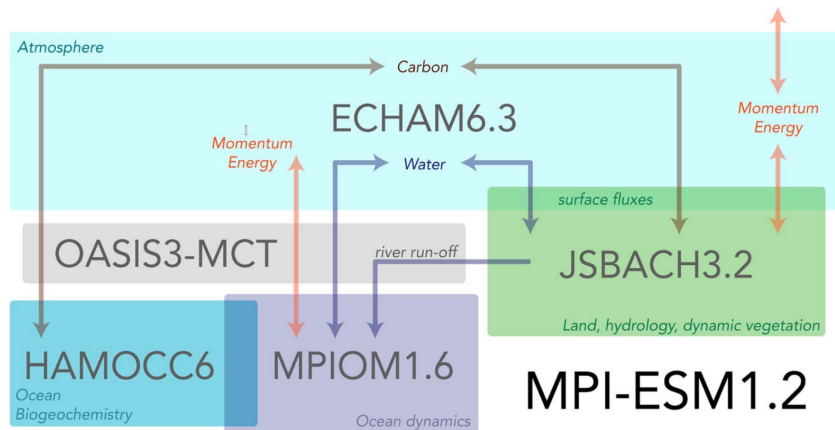 Atmosphere
Carbon
ECHAM6.3
Momentum
Energy
Momentum
Energy
Water
surface fluxes
OASIS3-MCT
river run-off
JSBACH3.2
Land, hydrology, dynamic vegetation
HAMOCC6
Ocean
Biogeochemistry
MPIOM1.6
Ocean dynamics
MPI-ESM1.2